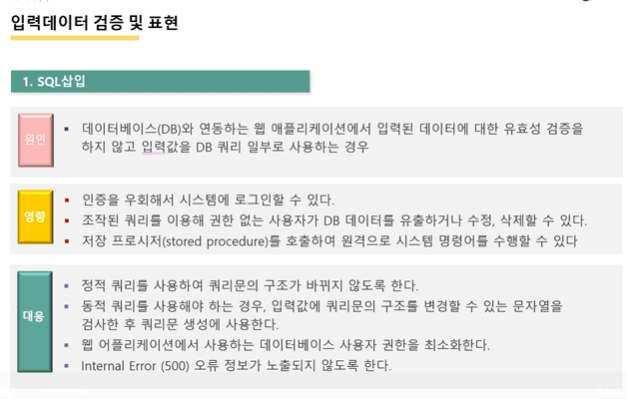 입력데이터 검증 및 표현
1. SQL삽입
원인
▪ 데이터베이스(DB)와 연동하는 웹 애플리케이션에서 입력된 데이터에 대한 유효성 검증을
하지 않고 입력값을 DB 쿼리 일부로 사용하는 경우
영향
▪ 인증을 우회해서 시스템에 로그인할 수 있다.
▪ 조작된 쿼리를 이용해 권한 없는 사용자가 DB 데이터를 유출하거나 수정, 삭제할 수 있다.
▪ 저장 프로시저(stored procedure)를 호출하여 원격으로 시스템 명령어를 수행할 수 있다
대응
▪ 정적 쿼리를 사용하여 쿼리문의 구조가 바뀌지 않도록 한다.
▪ 동적 쿼리를 사용해야 하는 경우, 입력값에 쿼리문의 구조를 변경할 수 있는 문자열을
검사한 후 쿼리문 생성에 사용한다.
▪ 웹 어플리케이션에서 사용하는 데이터베이스 사용자 권한을 최소화한다.
▪ Internal Error (500) 오류 정보가 노출되지 않도록 한다.